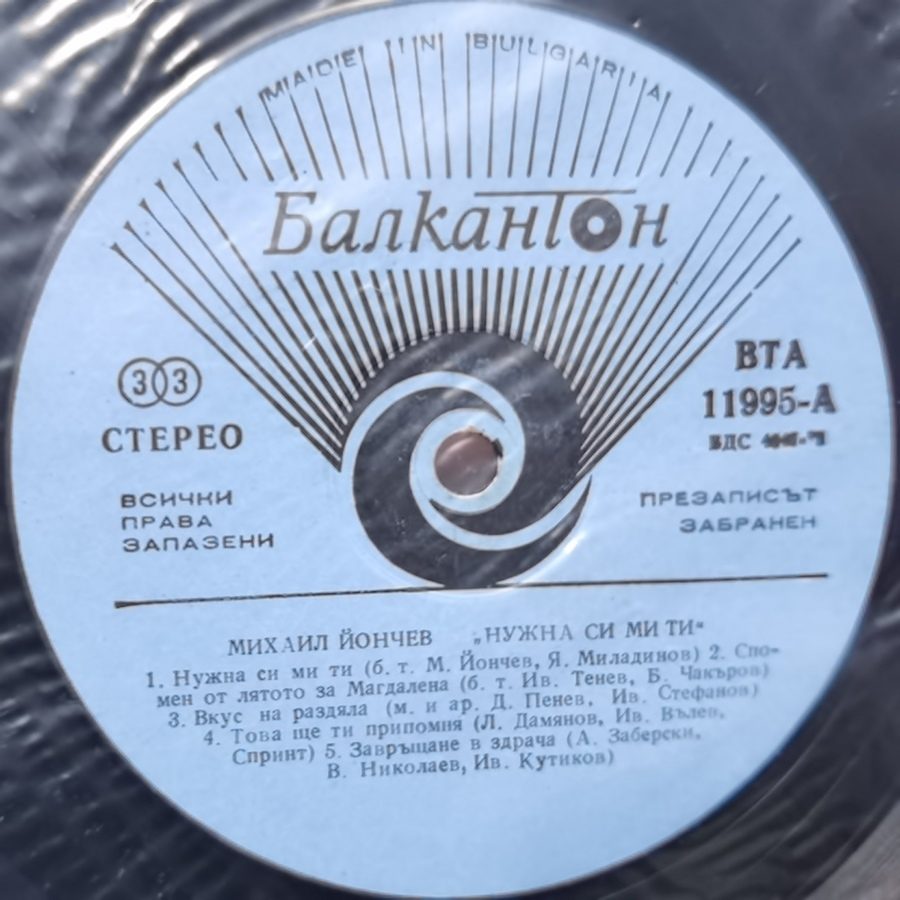 MADE IN BULGARIA
Балкантон
33
СТЕРЕО
ВТА
11995-А
БДС
ВСИЧКИ
ПРАВА
ЗАПАЗЕНИ
ПРЕЗАПИСЪТ
ЗАБРАНЕН
МИХАИЛ ЙОНЧЕВ „НУЖНА СИ МИ ТИ“
1. Нужна си ми ти (б. т. М. Йончев, Я. Миладинов) 2. Спо-
мен от лятото за Магдалена (б. т. Ив. Тенев, Б. Чакъров)
3. Вкус на раздяла (м. и ар. Д. Пенев, Ив. Стефанов)
4. Това ще ти припомня (Л. Дамянов, Ив. Вълев,
Спринт) 5. Завръщане в здрача (А. Заберски,
В. Николаев, Ив. Кутиков)